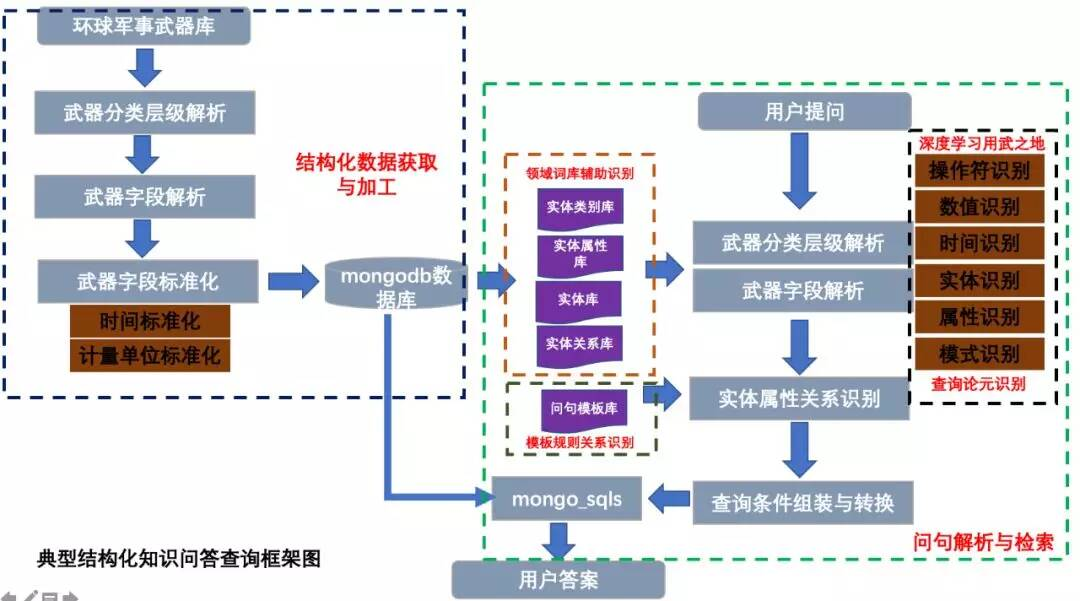 环球军事武器库
武器分类层级解析
武器字段解析
武器字段标准化
时间标准化
计量单位标准化
结构化数据获取
与加工
mongodb数
据库
领域词库辅助识别
实体类别库
实体属性
库
实体库
实体关系库
问句模板库
模板规则关系识别
用户提问
武器分类层级解析
武器字段解析
实体属性关系识别
查询条件组装与转换
mongo_sqls
用户答案
深度学习用武之地
操作符识别
数值识别
时间识别
实体识别
属性识别
模式识别
查询论元识别
问句解析与检索
典型结构化知识问答查询框架图